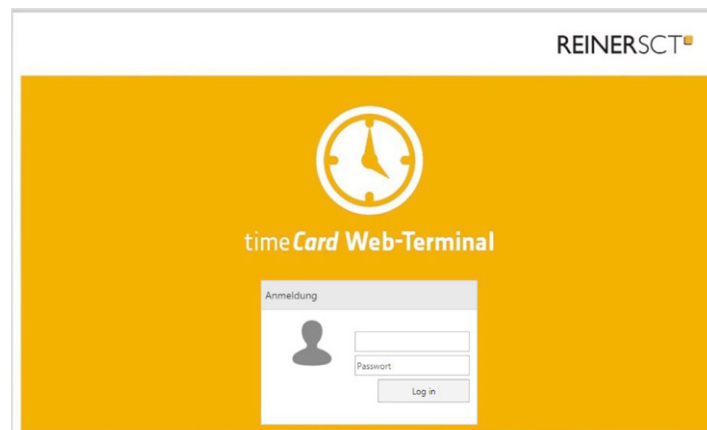 REINERSCT
timeCard Web-Terminal
Anmeldung
Passwort
Log in